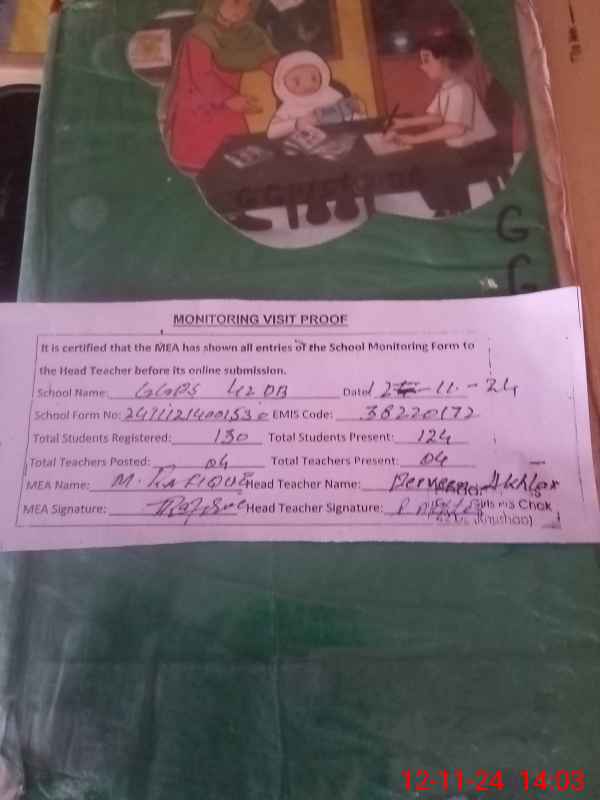 G
MONITORING VISIT PROOF
It is certified that the MEA has shown all entries of the School Monitoring Form to
the Head Teacher before its online submission.
School Name: GGPS 42 DB Date: -11-24
School Form No: EMIS Code: 38220172
Total Students Registered: 130 Total Students Present: 124
Total Teachers Posted: 04 Total Teachers Present: 04
MEA Name: M. RAFIQUE Head Teacher Name: Perveen Akhtar
MEA Signature: Head Teacher Signature:
Chok
12-11-24 14:03